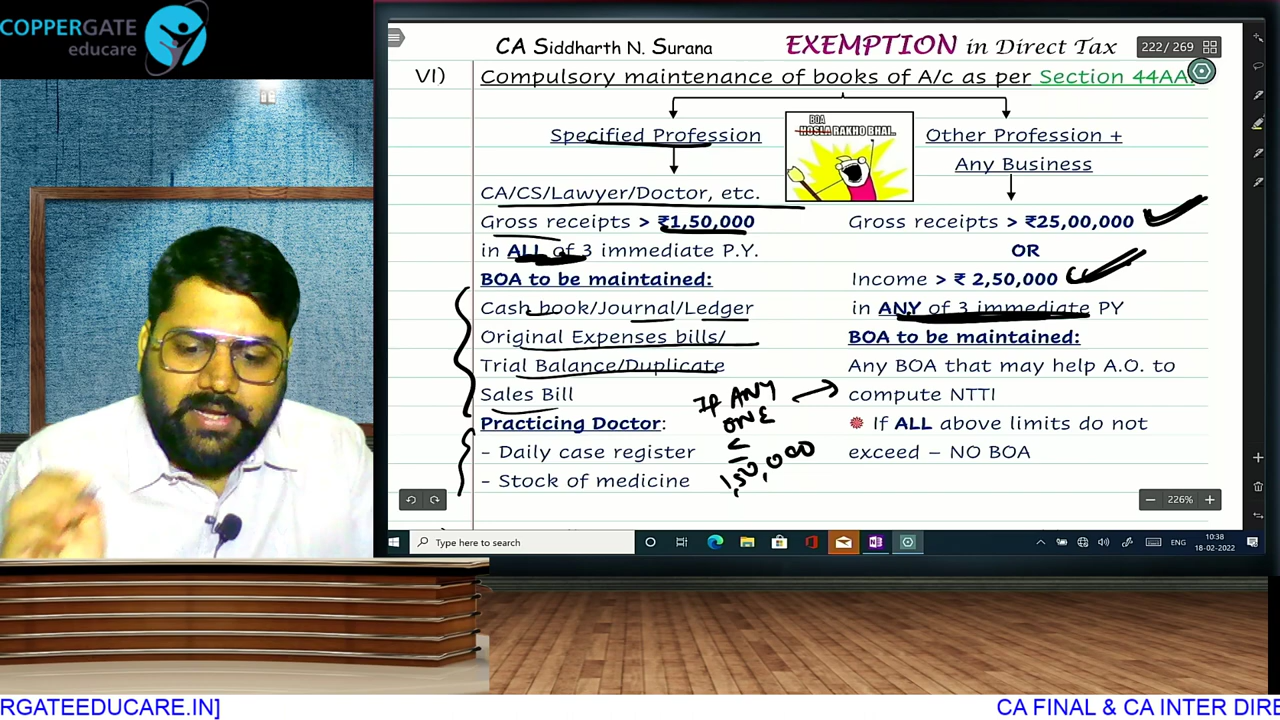 COPPERGATE
educare
CA Siddharth N. Surana
EXEMPTION in Direct Tax
222/269
VI) Compulsory maintenance of books of A/c as per Section 44AA
Specified Profession
CA/CS/Lawyer/Doctor, etc.
Gross receipts > ₹1,50,000
in ALL of 3 immediate P.Y.
BOA to be maintained:
Cash book/Journal/Ledger
Original Expenses bills/
Trial Balance/Duplicate
Sales Bill
Practicing Doctor:
- Daily case register
- Stock of medicine
If ANY
ONE
≤
1,50,000
BOA
HOSLA RAKHO BHAI..
Other Profession +
Any Business
Gross receipts > ₹25,00,000
OR
Income > ₹ 2,50,000
in ANY of 3 immediate PY
BOA to be maintained:
Any BOA that may help A.O. to
compute NTTI
If ALL above limits do not
exceed – NO BOA
226%
Type here to search
ENG
10:38
18-02-2022
RGATEEDUCARE.IN]
CA FINAL & CA INTER DIRE